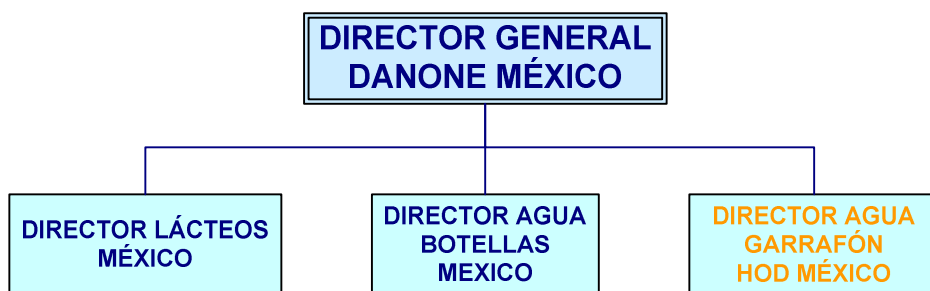 DIRECTOR GENERAL
DANONE MÉXICO
DIRECTOR LÁCTEOS
MÉXICO
DIRECTOR AGUA
BOTELLAS
MEXICO
DIRECTOR AGUA
GARRAFÓN
HOD MÉXICO